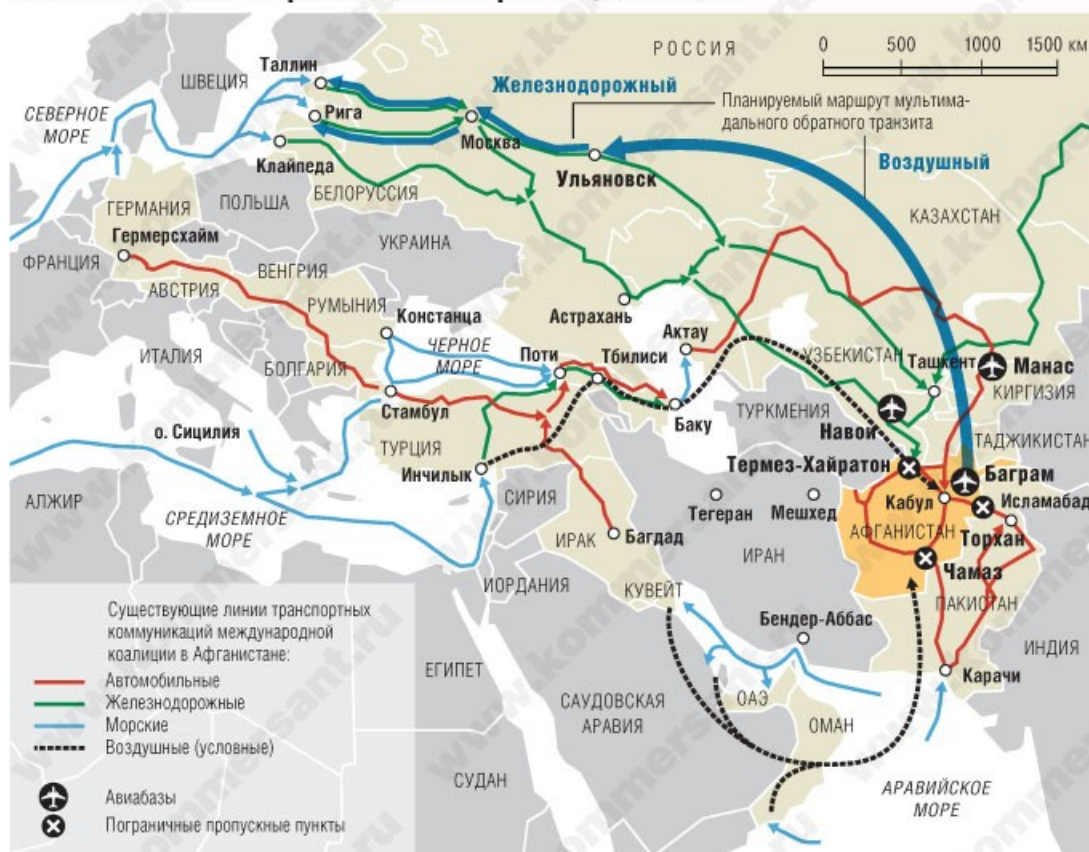 РОССИЯ
0 500 1000 1500 км
ШВЕЦИЯ
Таллин
Железнодорожный
Планируемый маршрут мультима-
дального обратного транзита
СЕВЕРНОЕ
МОРЕ
Рига
Москва
Воздушный
Клайпеда
Ульяновск
БЕЛОРУССИЯ
ПОЛЬША
ГЕРМАНИЯ
КАЗАХСТАН
Гермерсхайм
УКРАИНА
ФРАНЦИЯ
ВЕНГРИЯ
АВСТРИЯ
РУМЫНИЯ
Астрахань
Констанца
Актау
ИТАЛИЯ
ЧЕРНОЕ
МОРЕ
Поти
Тбилиси
УЗБЕКИСТАН
Ташкент
Манас
БОЛГАРИЯ
КИРГИЗИЯ
Стамбул
Баку
ТУРКМЕНИЯ
Навои
ТАДЖИКИСТАН
о. Сицилия
ТУРЦИЯ
Инчилык
Термез-Хайратон
Баграм
СИРИЯ
Кабул
Исламабад
АЛЖИР
СРЕДИЗЕМНОЕ
МОРЕ
Тегеран
Мешхед
АФГАНИСТАН
Торхан
ИРАК
Багдад
ИРАН
Чамаз
ИОРДАНИЯ
КУВЕЙТ
ПАКИСТАН
Бендер-Аббас
ИНДИЯ
ЕГИПЕТ
Карачи
САУДОВСКАЯ
АРАВИЯ
ОАЭ
ОМАН
СУДАН
АРАВИЙСКОЕ
МОРЕ
Существующие линии транспортных
коммуникаций международной
коалиции в Афганистане:
Автомобильные
Железнодорожные
Морские
Воздушные (условные)
Авиабазы
Пограничные пропускные пункты
www.kommersant.ru